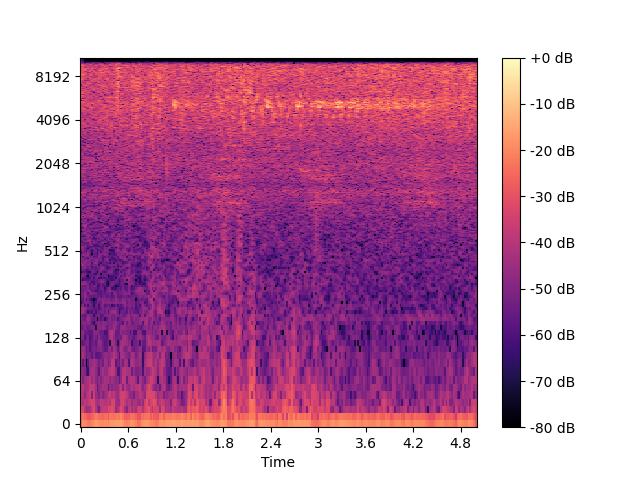 8192
4096
2048
1024
512
256
128
64
0
Hz
0 0.6 1.2 1.8 2.4 3 3.6 4.2 4.8
Time
+0 dB
-10 dB
-20 dB
-30 dB
-40 dB
-50 dB
-60 dB
-70 dB
-80 dB